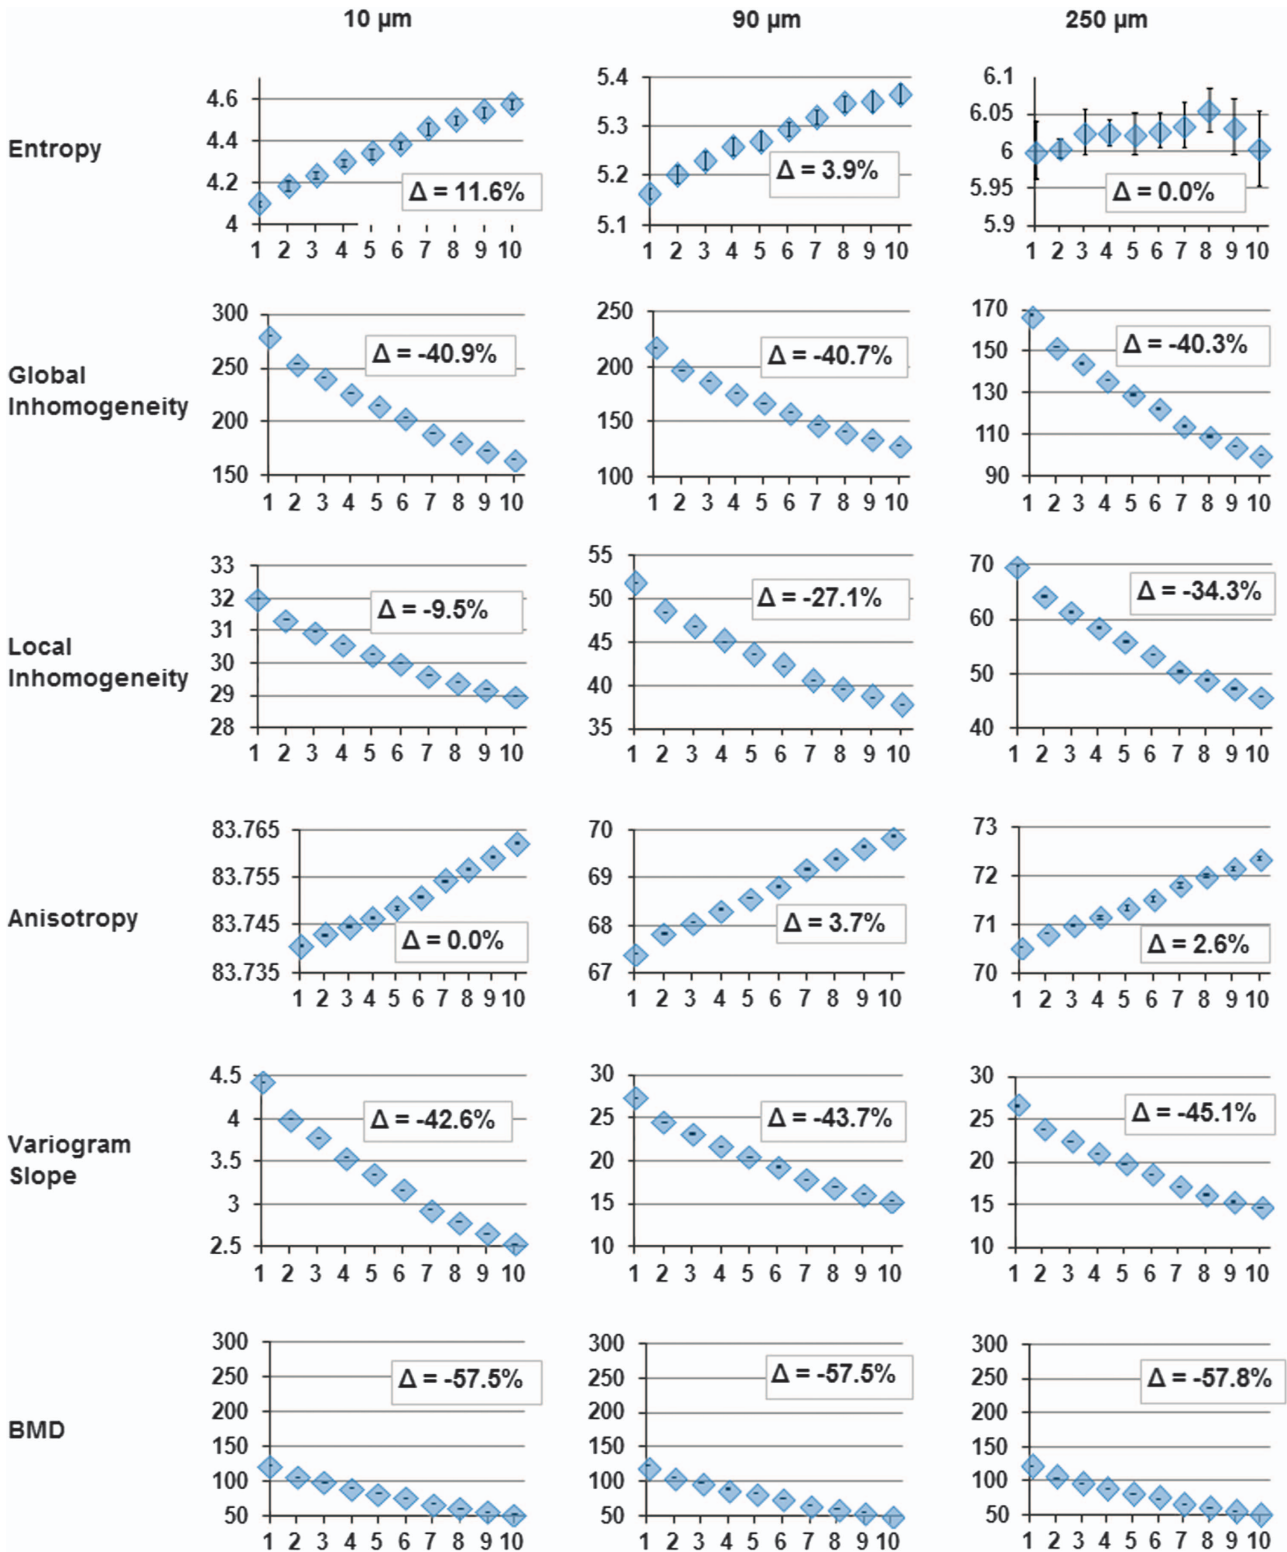 10 µm 90 µm 250 µm
Entropy
4.6
4.4
4.2
4
Δ = 11.6%
1 2 3 4 5 6 7 8 9 10
5.4
5.3
5.2
5.1
Δ = 3.9%
1 2 3 4 5 6 7 8 9 10
6.1
6.05
6
5.95
5.9
Δ = 0.0%
1 2 3 4 5 6 7 8 9 10
Global
Inhomogeneity
300
250
200
150
Δ = -40.9%
1 2 3 4 5 6 7 8 9 10
250
200
150
100
Δ = -40.7%
1 2 3 4 5 6 7 8 9 10
170
150
130
110
90
Δ = -40.3%
1 2 3 4 5 6 7 8 9 10
Local
Inhomogeneity
33
32
31
30
29
28
Δ = -9.5%
1 2 3 4 5 6 7 8 9 10
55
50
45
40
35
Δ = -27.1%
1 2 3 4 5 6 7 8 9 10
70
60
50
40
Δ = -34.3%
1 2 3 4 5 6 7 8 9 10
Anisotropy
83.765
83.755
83.745
83.735
Δ = 0.0%
1 2 3 4 5 6 7 8 9 10
70
69
68
67
Δ = 3.7%
1 2 3 4 5 6 7 8 9 10
73
72
71
70
Δ = 2.6%
1 2 3 4 5 6 7 8 9 10
Variogram
Slope
4.5
4
3.5
3
2.5
Δ = -42.6%
1 2 3 4 5 6 7 8 9 10
30
25
20
15
10
Δ = -43.7%
1 2 3 4 5 6 7 8 9 10
30
25
20
15
10
Δ = -45.1%
1 2 3 4 5 6 7 8 9 10
BMD
300
250
200
150
100
50
Δ = -57.5%
1 2 3 4 5 6 7 8 9 10
300
250
200
150
100
50
Δ = -57.5%
1 2 3 4 5 6 7 8 9 10
300
250
200
150
100
50
Δ = -57.8%
1 2 3 4 5 6 7 8 9 10